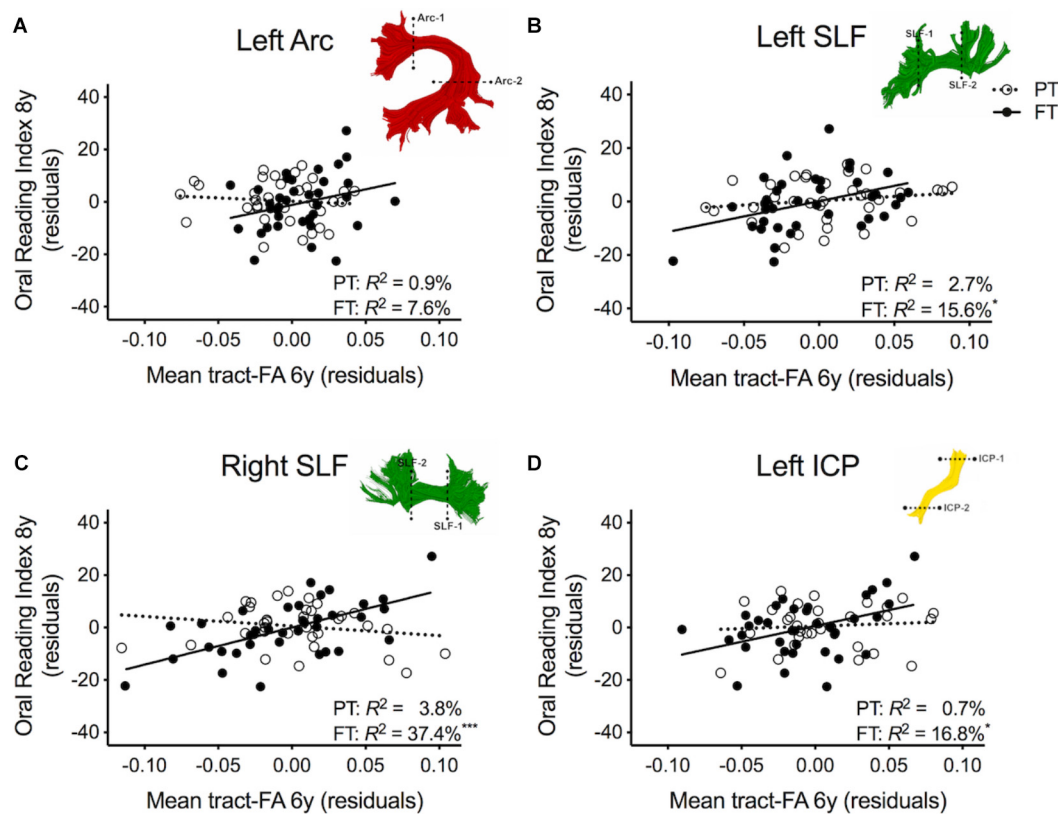 A
Left Arc
Arc-1
Arc-2
Oral Reading Index 8y
(residuals)
40
20
0
-20
-40
PT: R² = 0.9%
FT: R² = 7.6%
-0.10 -0.05 0.00 0.05 0.10
Mean tract-FA 6y (residuals)
B
Left SLF
SLF-1
SLF-2
PT
FT
Oral Reading Index 8y
(residuals)
40
20
0
-20
-40
PT: R² = 2.7%
FT: R² = 15.6%*
-0.10 -0.05 0.00 0.05 0.10
Mean tract-FA 6y (residuals)
C
Right SLF
SLF-2
SLF-1
Oral Reading Index 8y
(residuals)
40
20
0
-20
-40
PT: R² = 3.8%
FT: R² = 37.4%***
-0.10 -0.05 0.00 0.05 0.10
Mean tract-FA 6y (residuals)
D
Left ICP
ICP-1
ICP-2
Oral Reading Index 8y
(residuals)
40
20
0
-20
-40
PT: R² = 0.7%
FT: R² = 16.8%*
-0.10 -0.05 0.00 0.05 0.10
Mean tract-FA 6y (residuals)